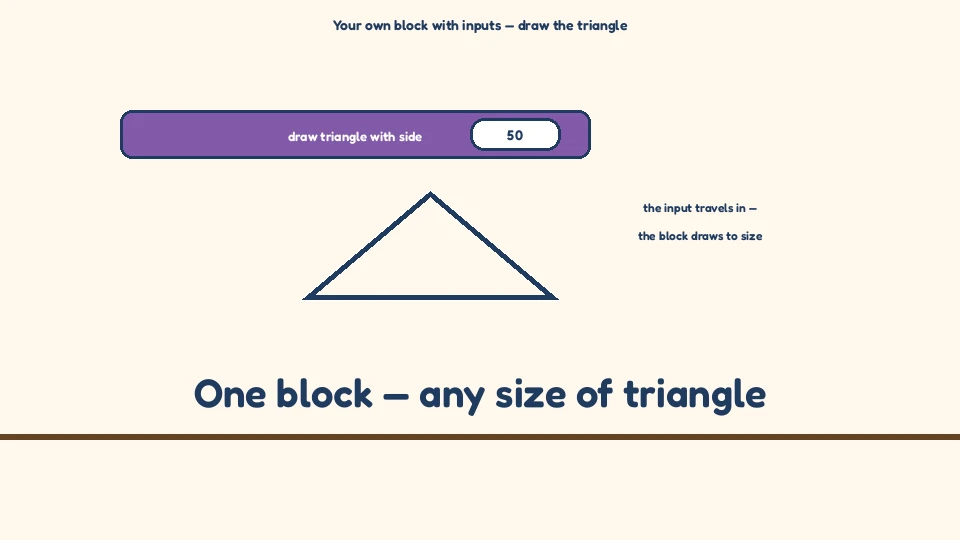 Your own block with inputs — draw the triangle
draw triangle with side 50
the input travels in —
the block draws to size
One block — any size of triangle